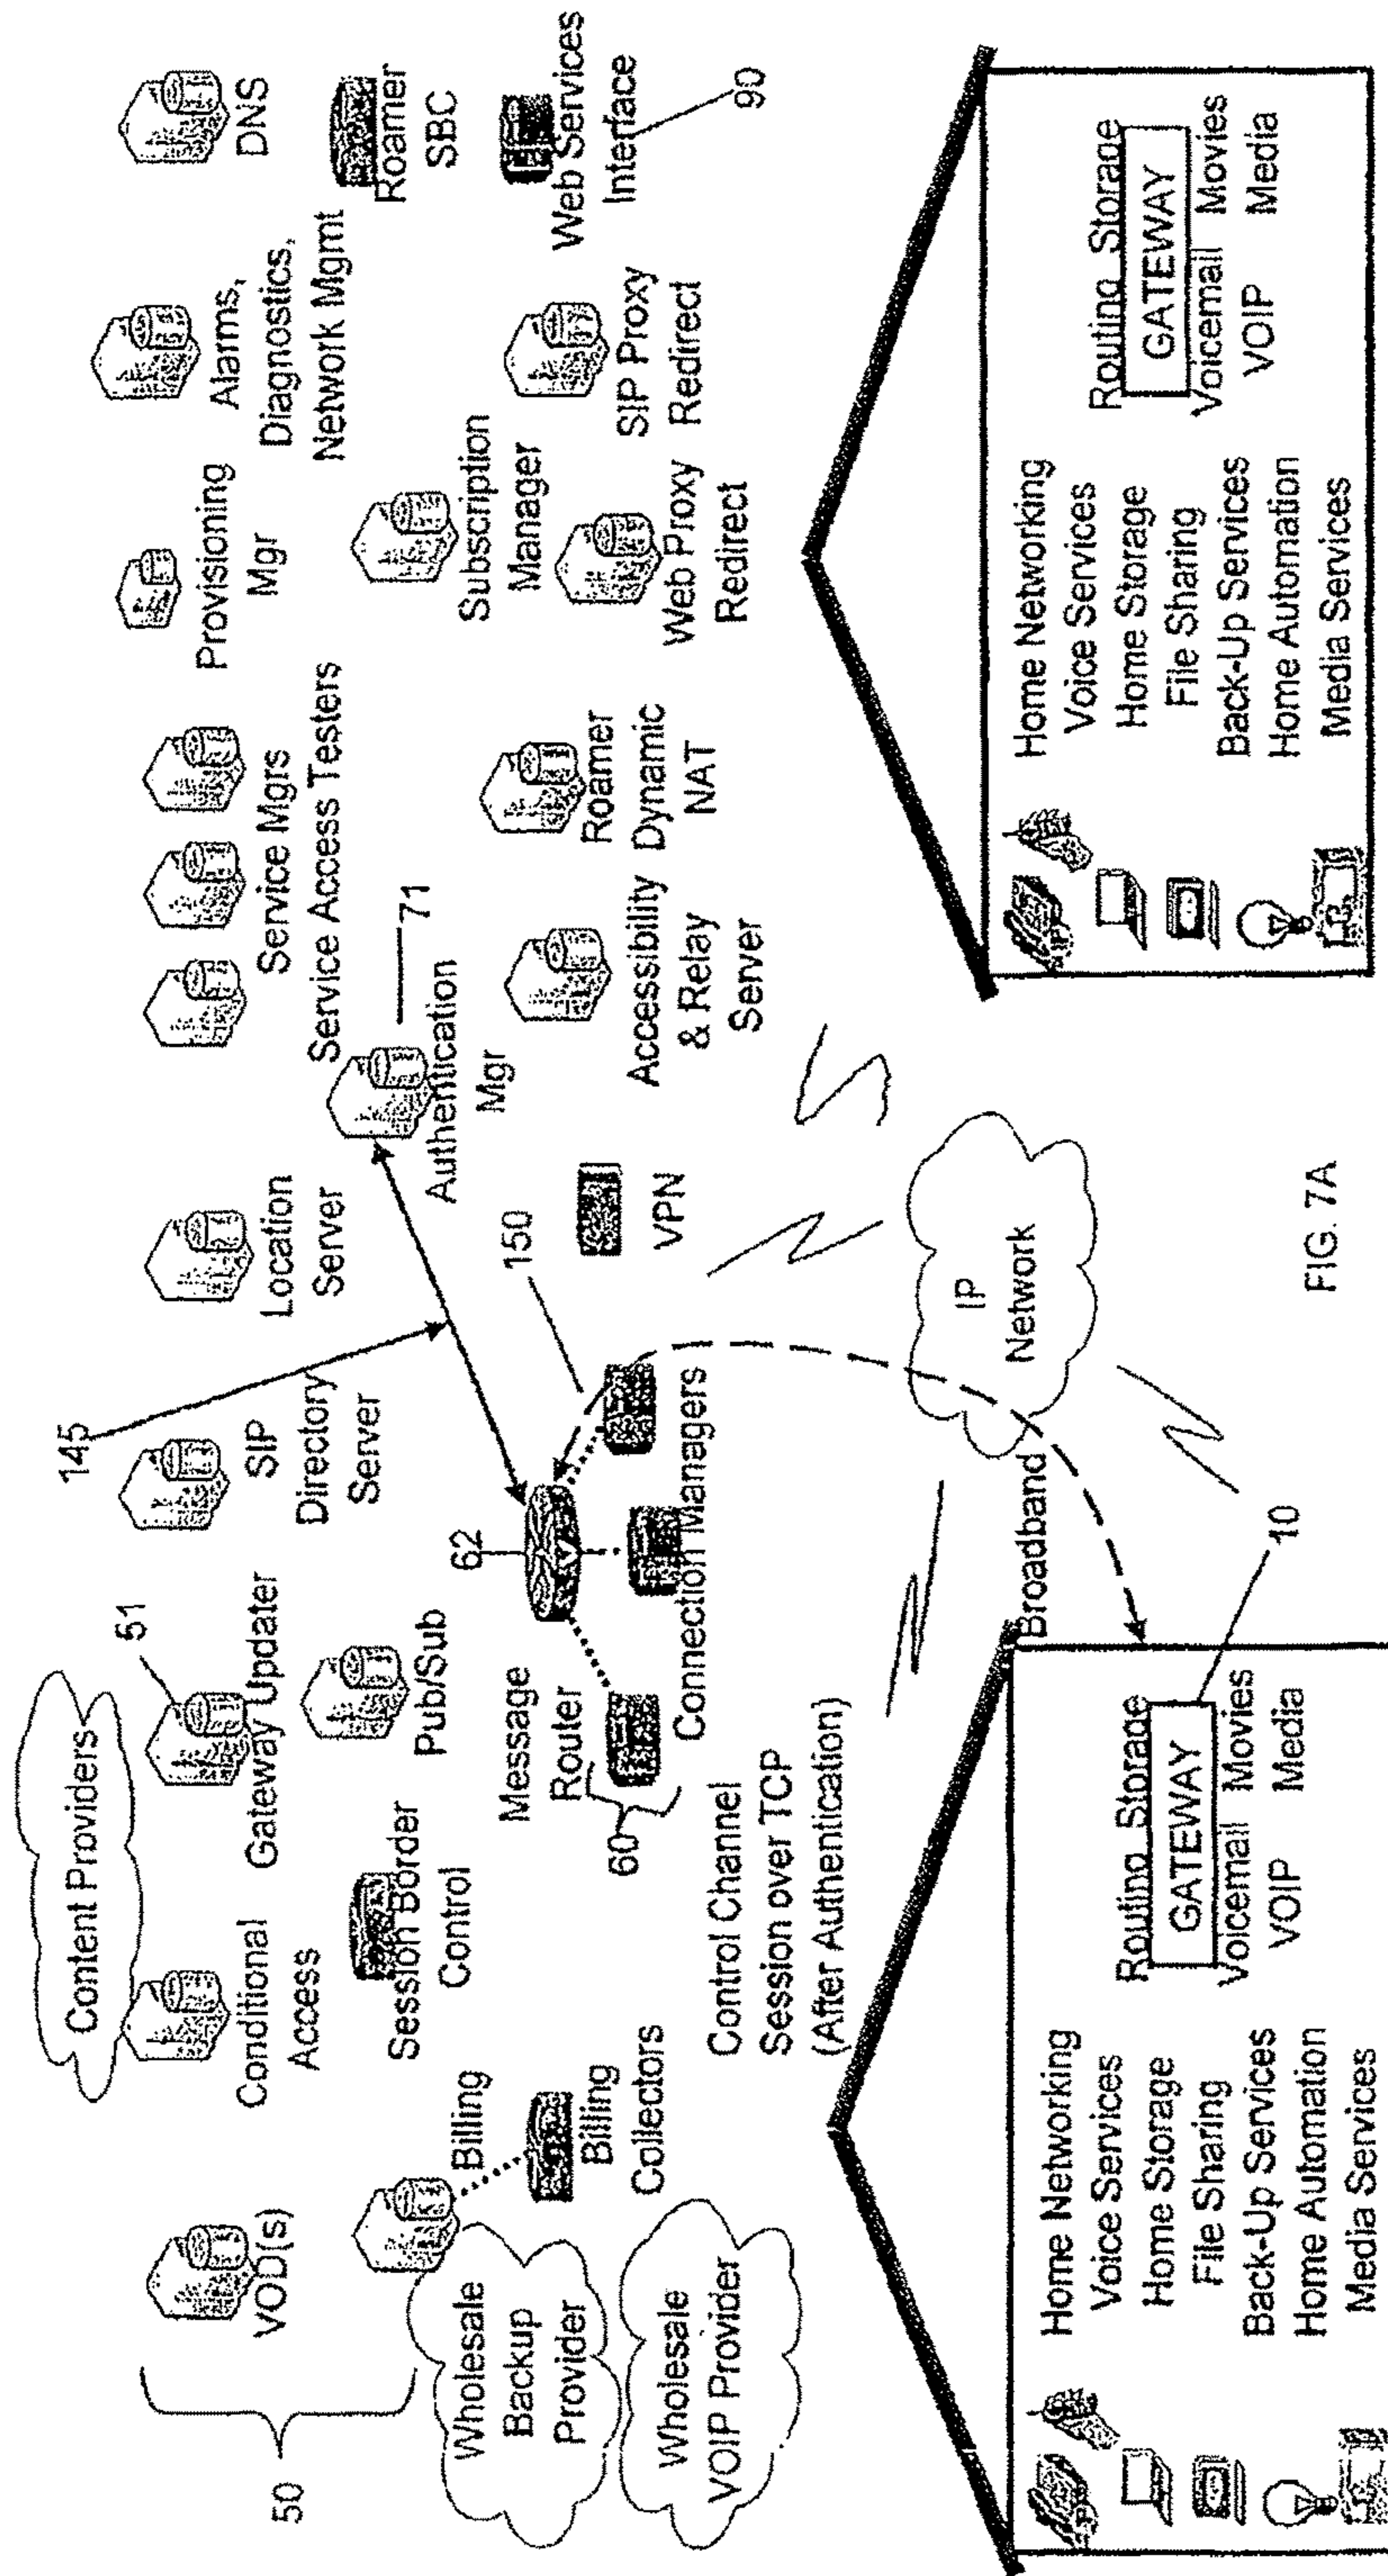 Content Providers
50
VOD(s)
Conditional
Access
51
Gateway Updater
145
SIP
Directory
Server
Location
Server
Service Mgrs
Service Access Testers
Provisioning
Mgr
Alarms,
Diagnostics,
Network Mgmt
DNS
Wholesale
Backup
Provider
Billing
Billing
Collectors
Session Border
Control
Pub/Sub
Message
Router
62
60
Connection Managers
150
Authentication
Mgr
71
VPN
Accessibility
& Relay
Server
Roamer
Dynamic
NAT
Subscription
Manager
Web Proxy
Redirect
SIP Proxy
Redirect
Roamer
SBC
Web Services
Interface
90
Wholesale
VOIP Provider
Control Channel
Session over TCP
(After Authentication)
Broadband
IP
Network
Home Networking
Voice Services
Home Storage
File Sharing
Back-Up Services
Home Automation
Media Services
Routing Storage
GATEWAY
Voicemail Movies
VOIP Media
10
Home Networking
Voice Services
Home Storage
File Sharing
Back-Up Services
Home Automation
Media Services
Routing Storage
GATEWAY
Voicemail Movies
VOIP Media
FIG. 7A